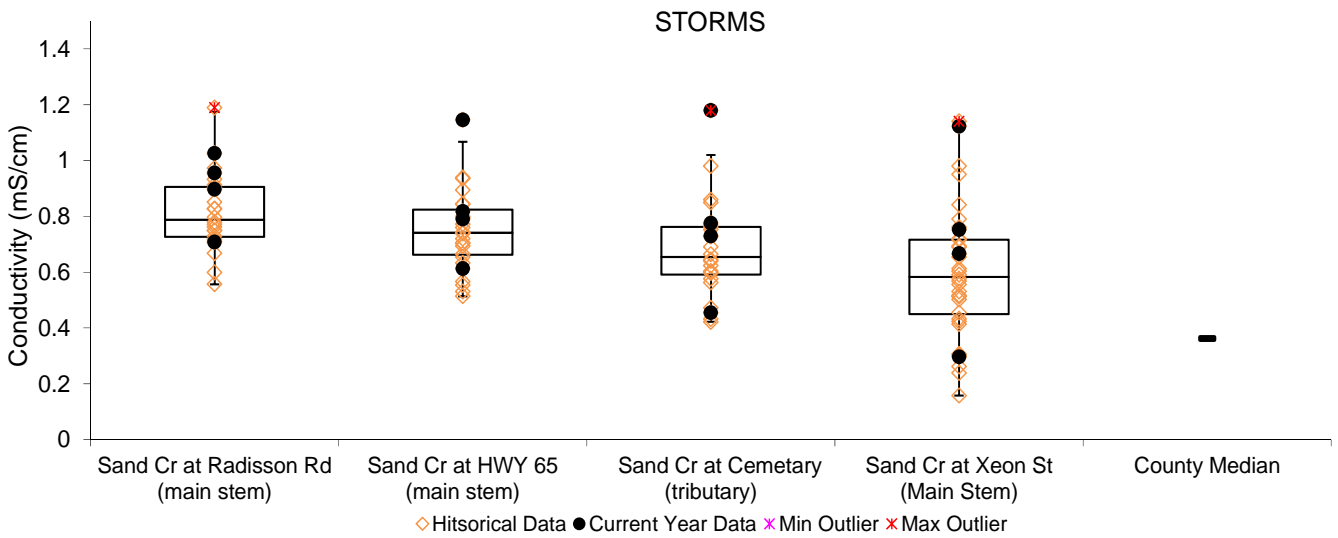 STORMS
Conductivity (mS/cm)
1.4
1.2
1
0.8
0.6
0.4
0.2
0
Sand Cr at Radisson Rd
(main stem)
Sand Cr at HWY 65
(main stem)
Sand Cr at Cemetary
(tributary)
Sand Cr at Xeon St
(Main Stem)
County Median
Hitsorical Data Current Year Data Min Outlier Max Outlier